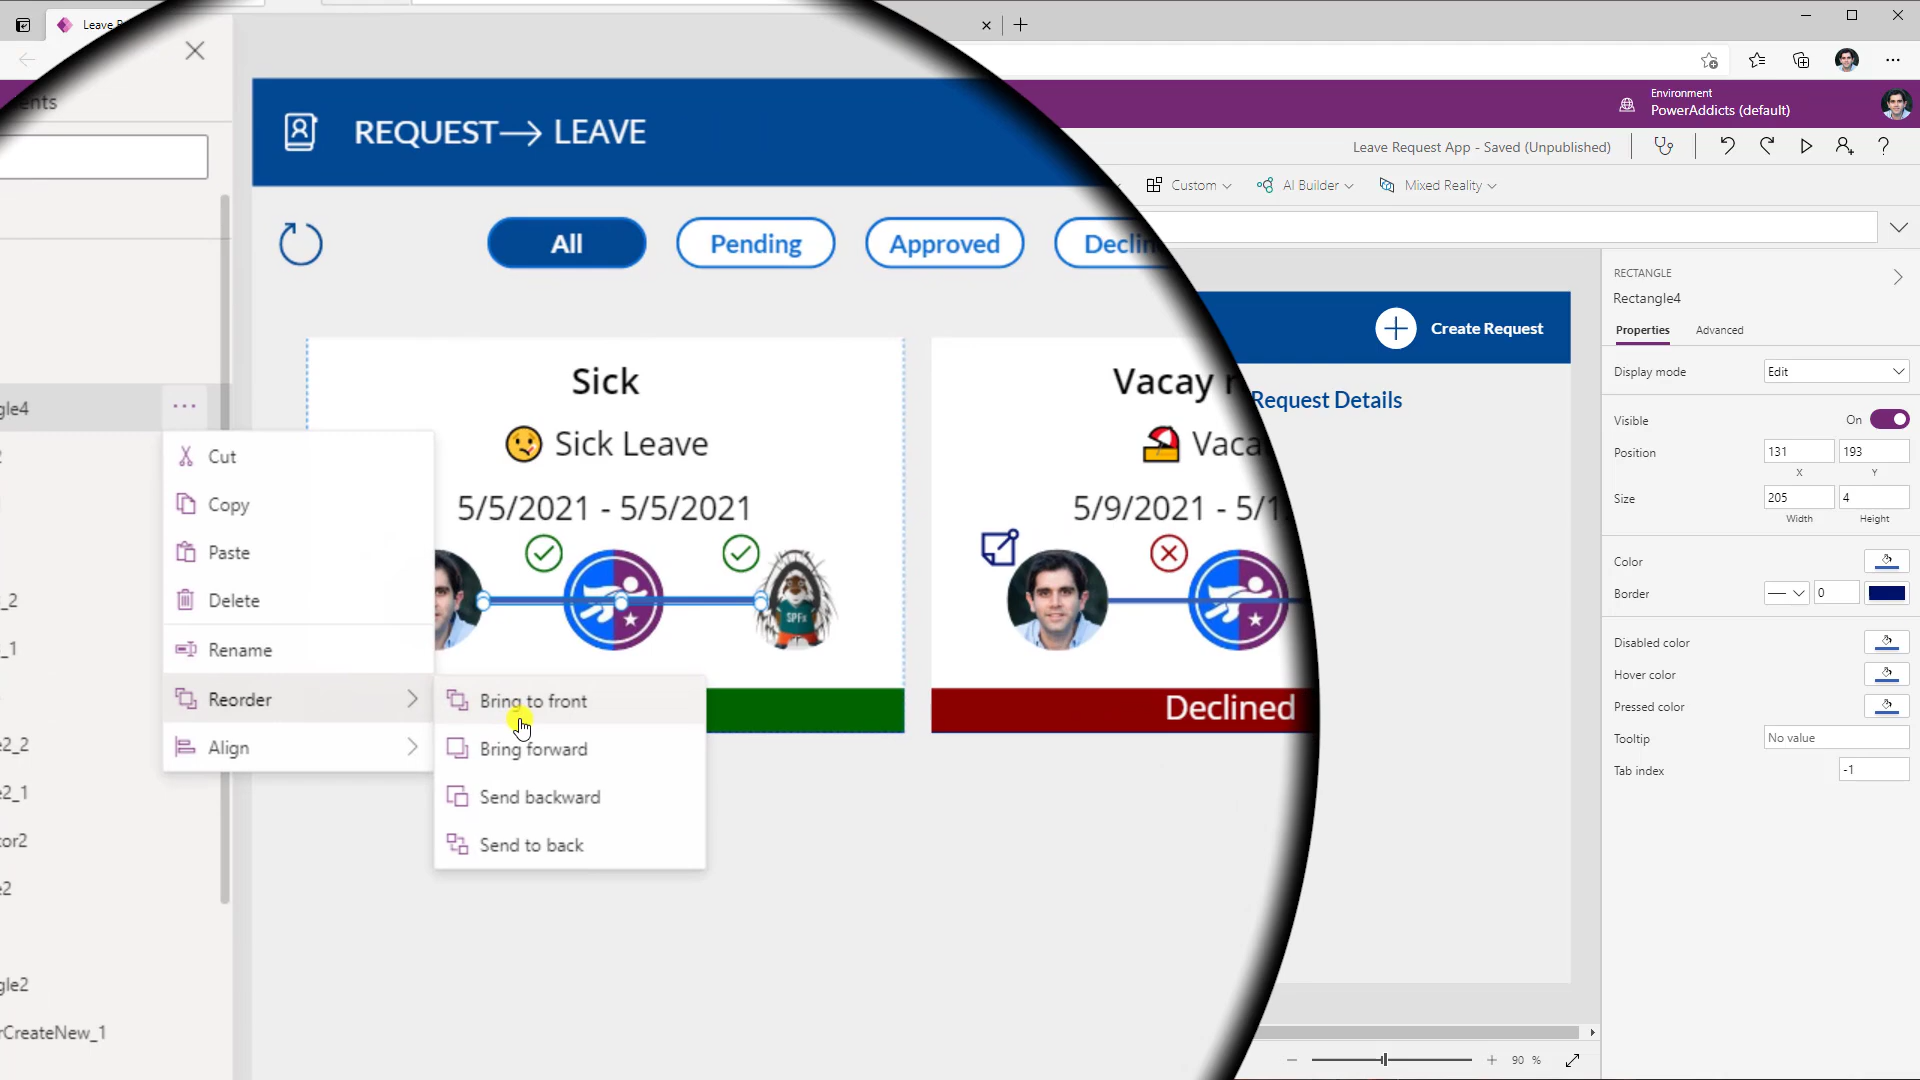 Leave
Environment
PowerAddicts (default)
Leave Request App - Saved (Unpublished)
Custom
AI Builder
Mixed Reality
REQUEST → LEAVE
All
Pending
Approved
Create Request
Request Details
Sick
🤒 Sick Leave
5/5/2021 - 5/5/2021
SPFx
Vacay
5/9/2021 - 5/1
Declined
gle4
Cut
Copy
Paste
Delete
Rename
Reorder
Align
Bring to front
Bring forward
Send backward
Send to back
_2
_1
2_2
2_1
tor2
gle2
CreateNew_1
RECTANGLE
Rectangle4
Properties
Advanced
Display mode
Edit
Visible
On
Position
131
193
X
Y
Size
205
4
Width
Height
Color
Border
0
Disabled color
Hover color
Pressed color
Tooltip
No value
Tab index
-1
90 %